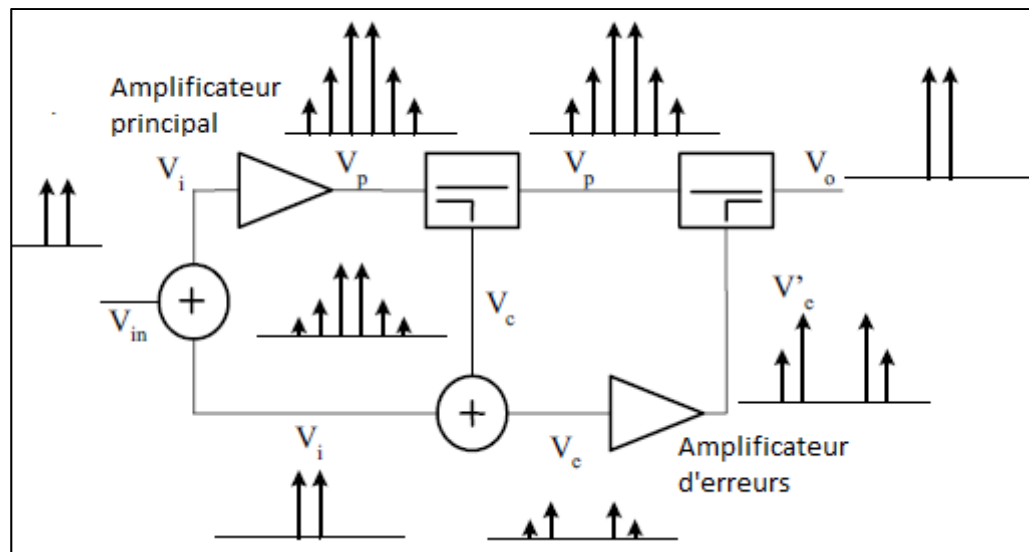 Amplificateur
principal
V_i
V_p
V_p
V_o
V_in
+
V_c
V'_e
V_i
+
V_e
Amplificateur
d'erreurs